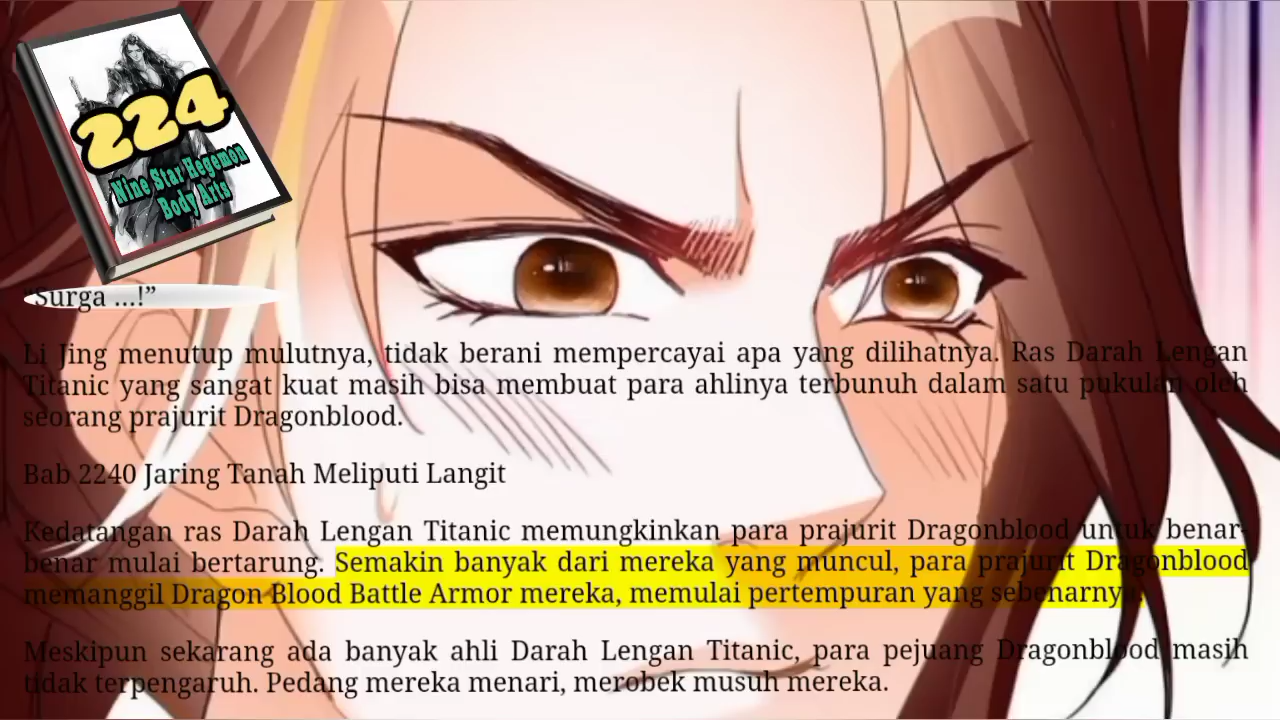 224
Nine Star Hegemon
Body Arts
“Surga ...!”
Li Jing menutup mulutnya, tidak berani mempercayai apa yang dilihatnya. Ras Darah Lengan
Titanic yang sangat kuat masih bisa membuat para ahlinya terbunuh dalam satu pukulan oleh
seorang prajurit Dragonblood.
Bab 2240 Jaring Tanah Meliputi Langit
Kedatangan ras Darah Lengan Titanic memungkinkan para prajurit Dragonblood untuk benar-
benar mulai bertarung. Semakin banyak dari mereka yang muncul, para prajurit Dragonblood
memanggil Dragon Blood Battle Armor mereka, memulai pertempuran yang sebenarnya.
Meskipun sekarang ada banyak ahli Darah Lengan Titanic, para pejuang Dragonblood masih
tidak terpengaruh. Pedang mereka menari, merobek musuh mereka.